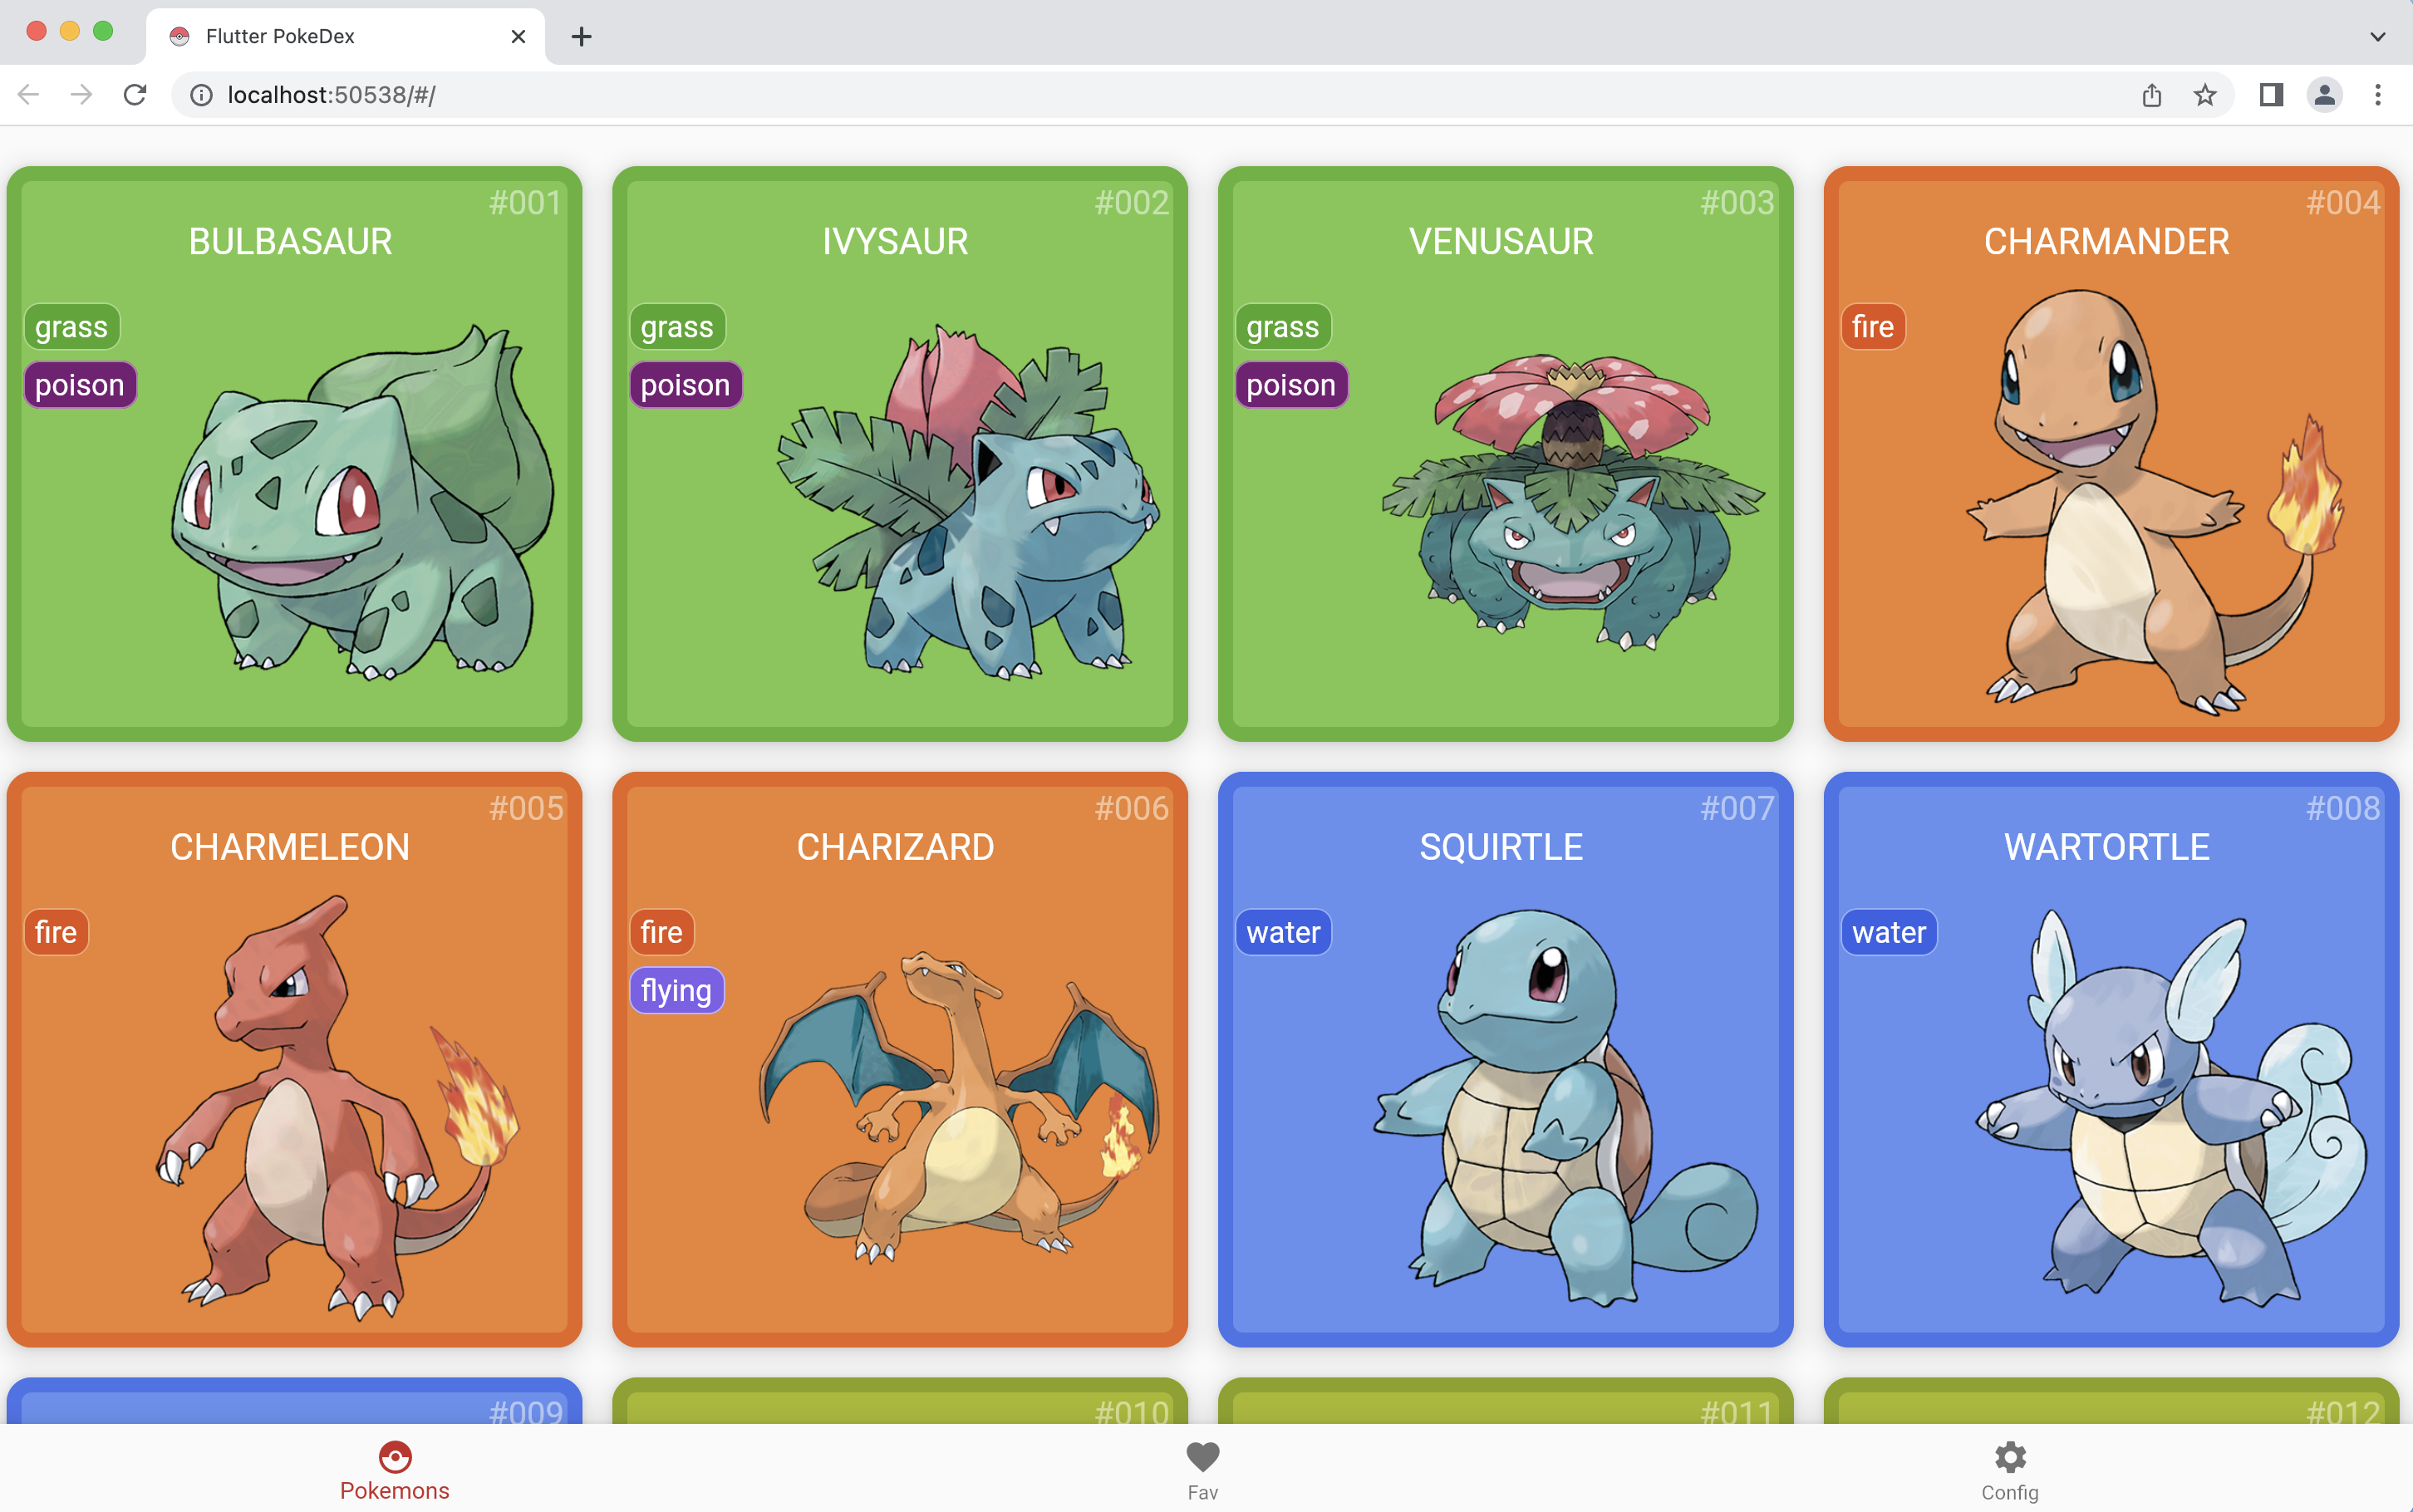 Flutter PokeDex
localhost:50538/#/
#001
BULBASAUR
grass
poison
#002
IVYSAUR
grass
poison
#003
VENUSAUR
grass
poison
#004
CHARMANDER
fire
#005
CHARMELEON
fire
#006
CHARIZARD
fire
flying
#007
SQUIRTLE
water
#008
WARTORTLE
water
#009
#010
#011
#012
Pokemons
Fav
Config